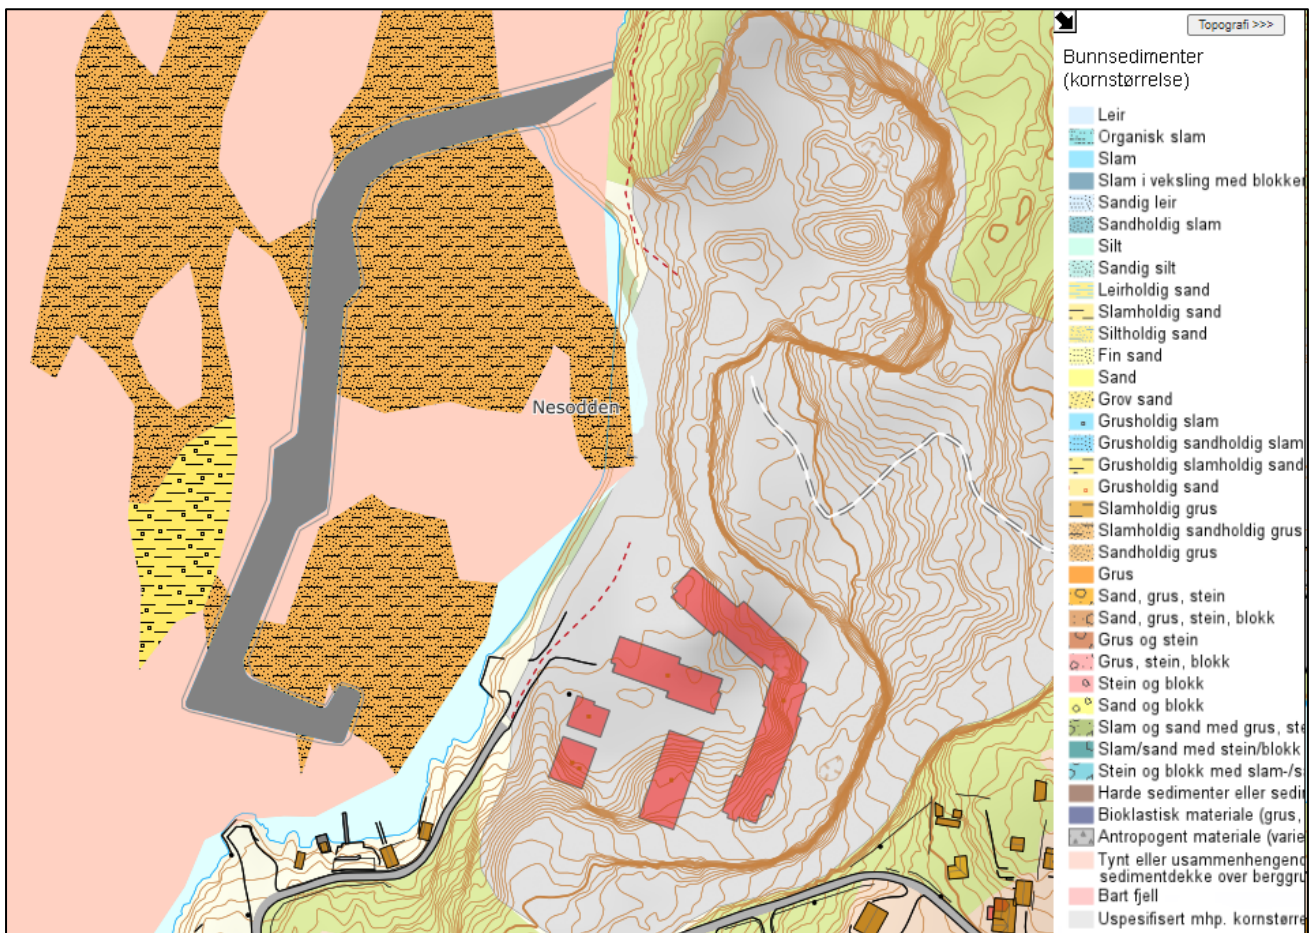 Topografi >>>
Bunnsedimenter
(kornstørrelse)
Leir
Organisk slam
Slam
Slam i veksling med blokker
Sandig leir
Sandholdig slam
Silt
Sandig silt
Leirholdig sand
Slamholdig sand
Siltholdig sand
Fin sand
Sand
Grov sand
Grusholdig slam
Grusholdig sandholdig slam
Grusholdig slamholdig sand
Grusholdig sand
Slamholdig grus
Slamholdig sandholdig grus
Sandholdig grus
Grus
Sand, grus, stein
Sand, grus, stein, blokk
Grus og stein
Grus, stein, blokk
Stein og blokk
Sand og blokk
Slam og sand med grus, ste
Slam/sand med stein/blokk
Stein og blokk med slam-/s
Harde sedimenter eller sedi
Bioklastisk materiale (grus,
Antropogent materiale (varie
Tynt eller usammenhengend
sedimentdekke over berggru
Bart fjell
Uspesifisert mhp. kornstørre
Nesodden